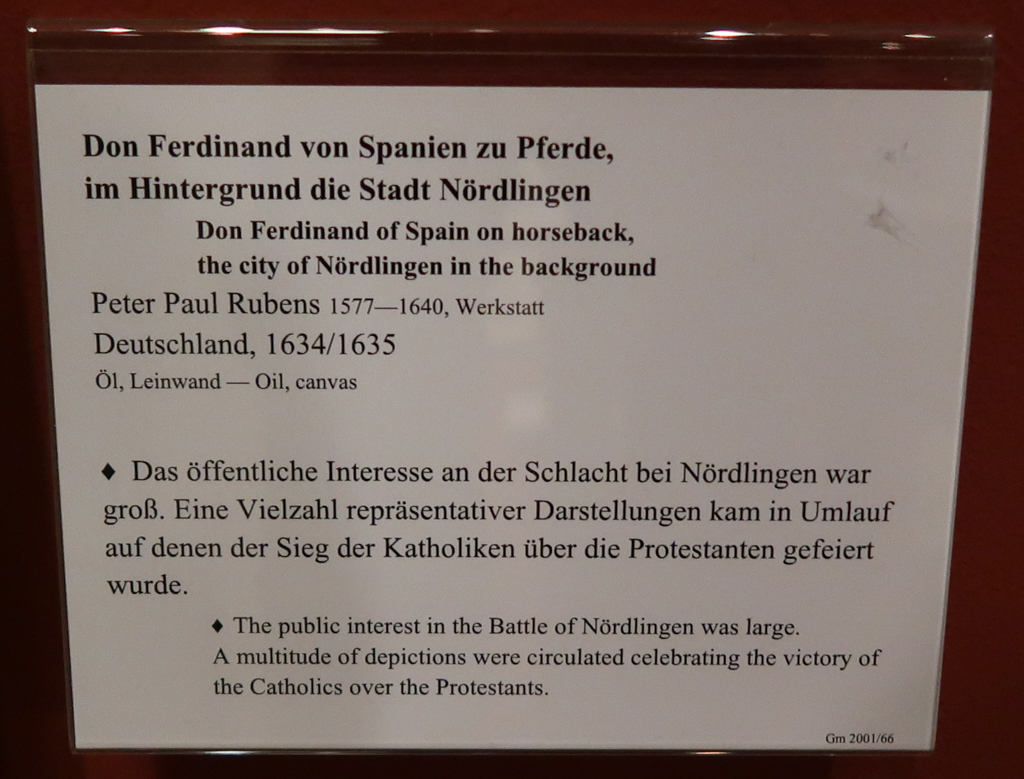 Don Ferdinand von Spanien zu Pferde,
im Hintergrund die Stadt Nördlingen
Don Ferdinand of Spain on horseback,
the city of Nördlingen in the background
Peter Paul Rubens 1577—1640, Werkstatt
Deutschland, 1634/1635
Öl, Leinwand — Oil, canvas
♦ Das öffentliche Interesse an der Schlacht bei Nördlingen war
groß. Eine Vielzahl repräsentativer Darstellungen kam in Umlauf
auf denen der Sieg der Katholiken über die Protestanten gefeiert
wurde.
♦ The public interest in the Battle of Nördlingen was large.
A multitude of depictions were circulated celebrating the victory of
the Catholics over the Protestants.
Gm 2001/66